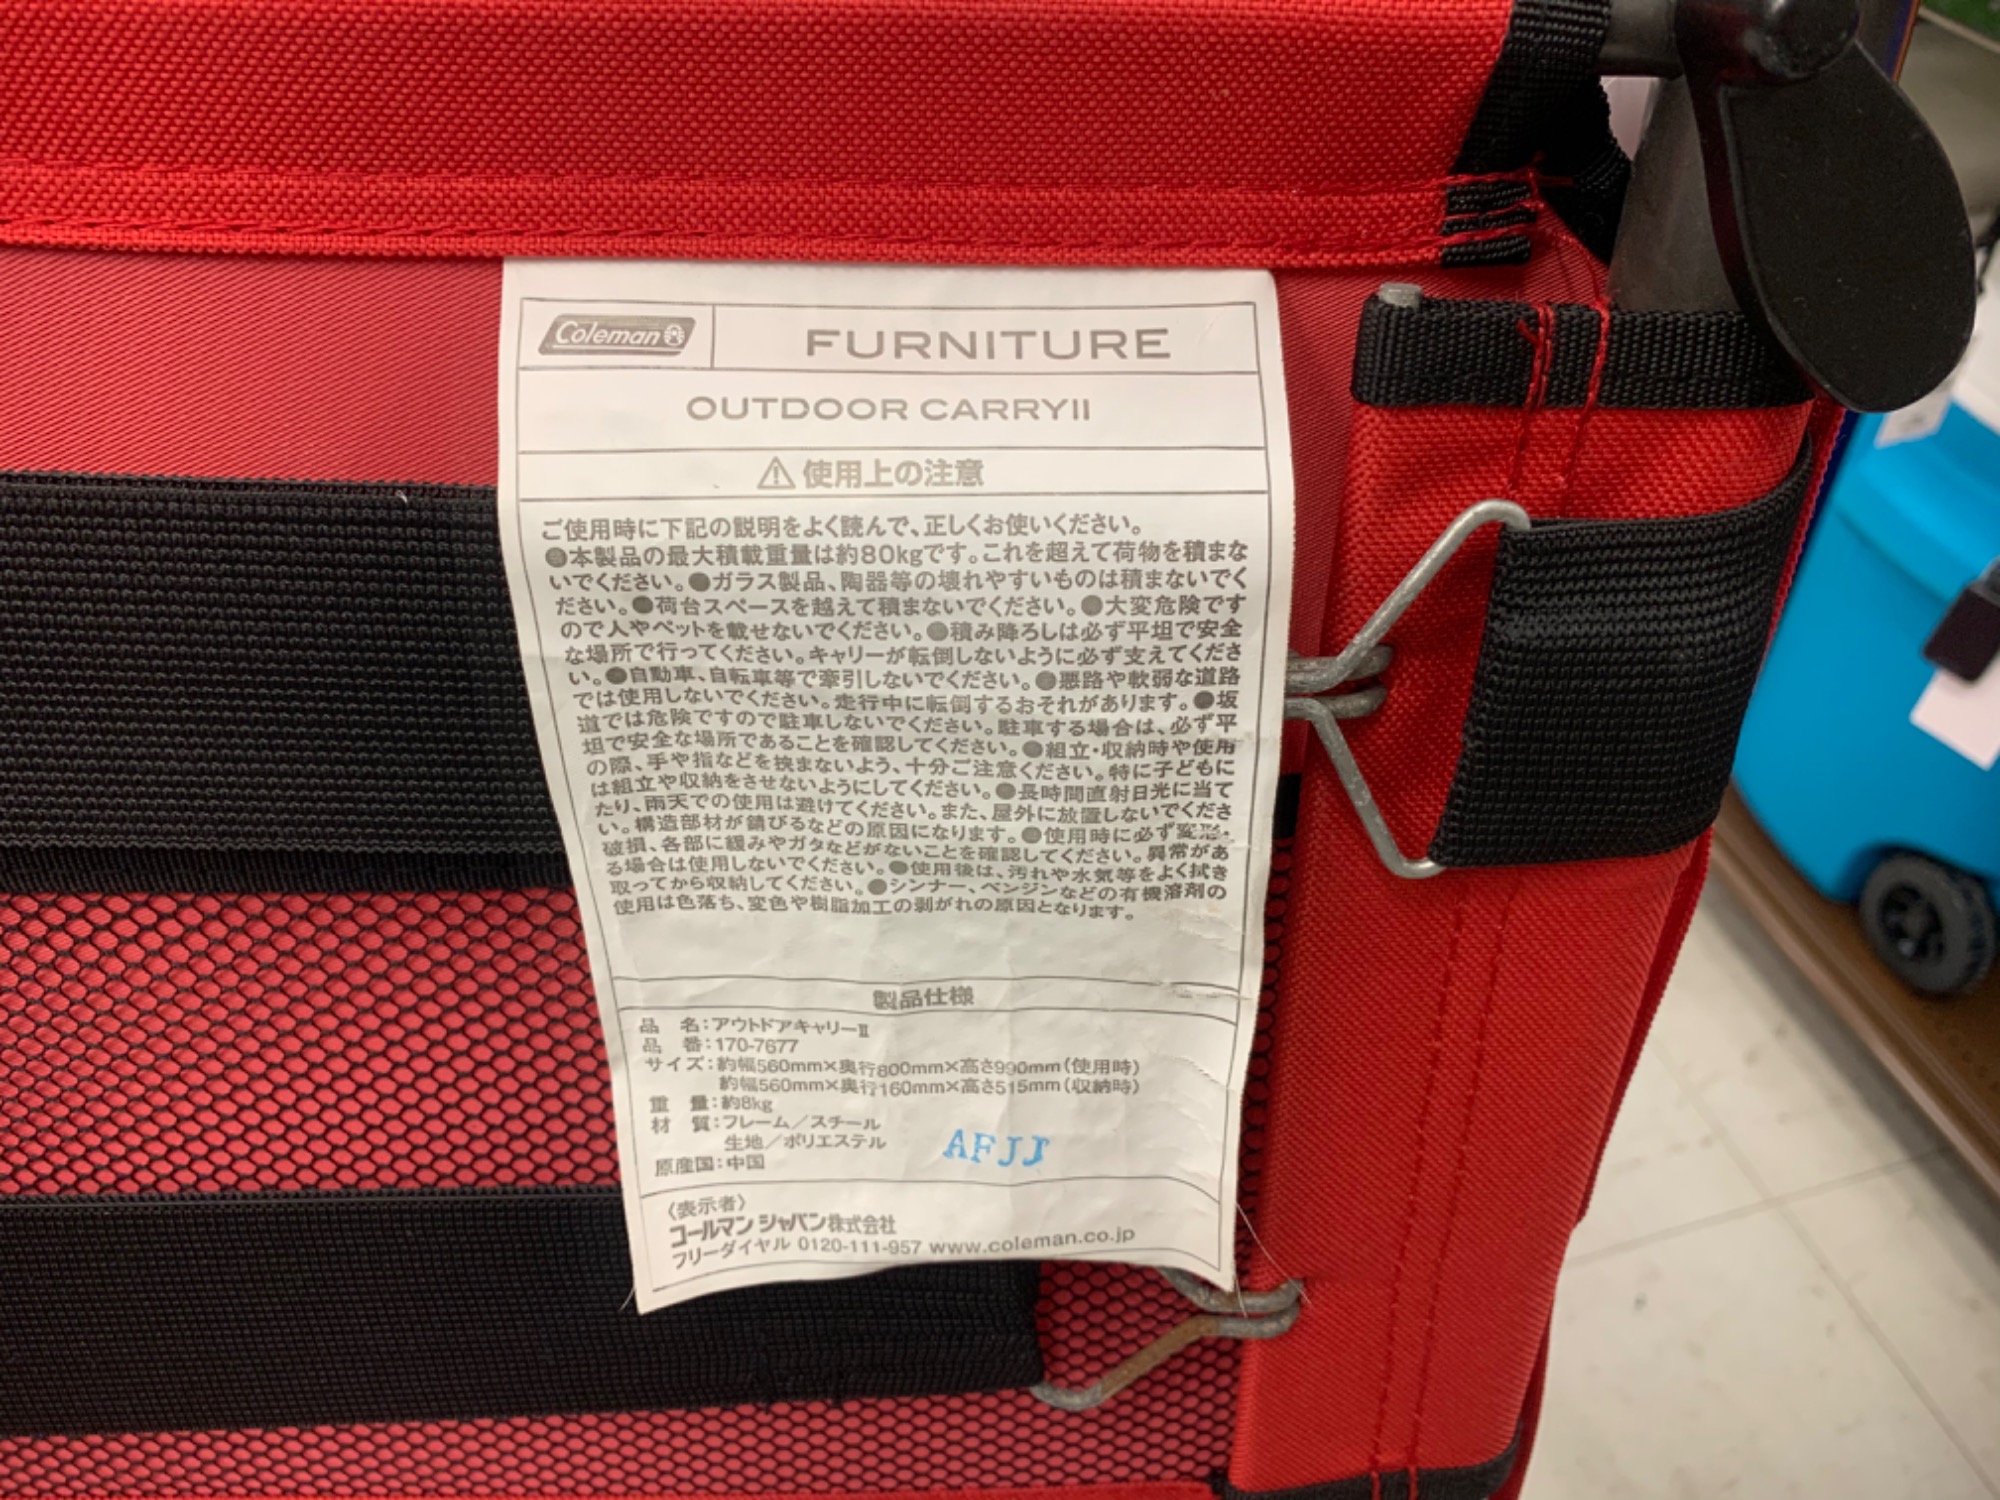 Coleman
FURNITURE
OUTDOOR CARRYII
使用上の注意
ご使用時に下記の説明をよく読んで、正しくお使いください。
●本製品の最大積載重量は約80kgです。これを超えて荷物を積まな
いでください。●ガラス製品、陶器等の壊れやすいものは積まないでく
ださい。●荷台スペースを越えて積まないでください。●大変危険です
ので人やペットを載せないでください。●積み降ろしは必ず平坦で安全
な場所で行ってください。キャリーが転倒しないように必ず支えてくださ
い。●自動車、自転車等で牽引しないでください。●悪路や軟弱な道路
では使用しないでください。走行中に転倒するおそれがあります。●坂
道では危険ですので駐車しないでください。駐車する場合は、必ず平
坦で安全な場所であることを確認してください。●組立・収納時や使用
の際、手や指などを挟まないよう、十分ご注意ください。特に子どもに
は組立や収納をさせないようにしてください。●長時間直射日光に当て
たり、雨天での使用は避けてください。また、屋外に放置しないでくださ
い。構造部材が錆びるなどの原因になります。●使用時に必ず変形・
破損、各部に緩みやガタなどがないことを確認してください。異常があ
る場合は使用しないでください。●使用後は、汚れや水気等をよく拭き
取ってから収納してください。●シンナー、ベンジンなどの有機溶剤の
使用は色落ち、変色や樹脂加工の剥がれの原因となります。
製品仕様
品 名：アウトドアキャリーⅡ
品 番：170-7677
サイズ：約幅560mm×奥行800mm×高さ990mm（使用時）
約幅560mm×奥行160mm×高さ515mm（収納時）
重 量：約8kg
材 質：フレーム／スチール
生地／ポリエステル
原産国：中国
AFJJ
〈表示者〉
コールマン ジャパン株式会社
フリーダイヤル 0120-111-957 www.coleman.co.jp